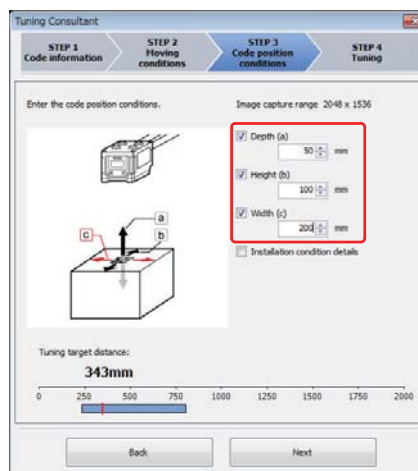 Tuning Consultant
STEP 1
Code information
STEP 2
Moving
conditions
STEP 3
Code position
conditions
STEP 4
Tuning
Enter the code position conditions.
Image capture range 2048 x 1536
Depth (a)
50 mm
Height (b)
100 mm
Width (c)
200 mm
Installation condition details
a
b
c
Tuning target distance:
343mm
0 250 500 750 1000 1250 1500 1750 2000
Back
Next